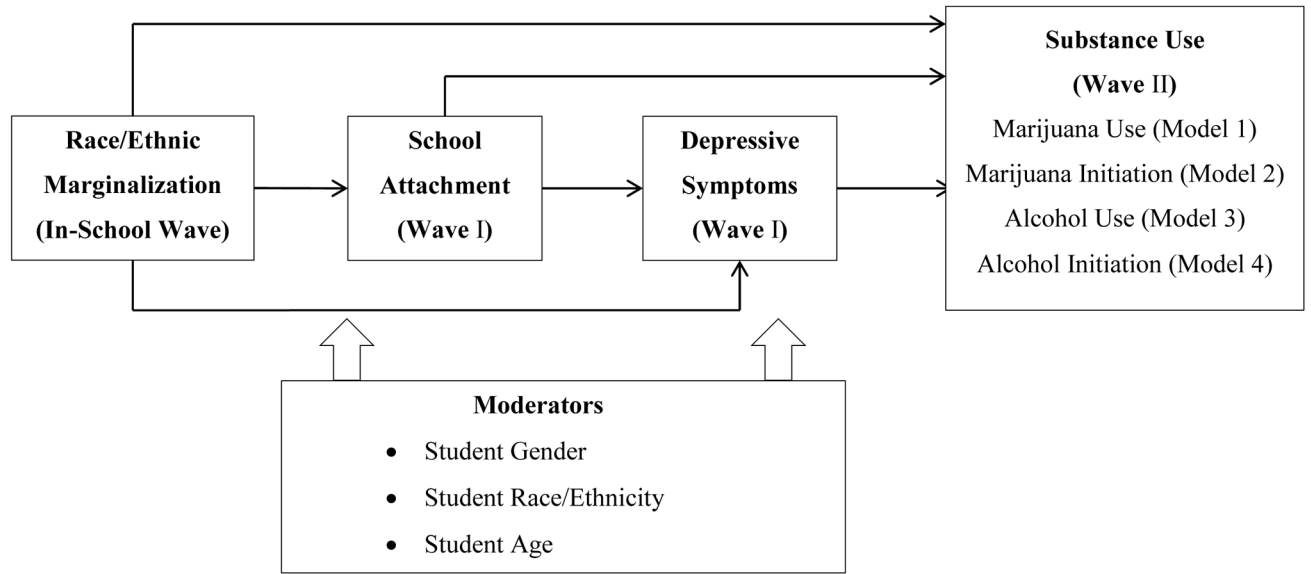 Race/Ethnic
Marginalization
(In-School Wave)
School
Attachment
(Wave I)
Depressive
Symptoms
(Wave I)
Substance Use
(Wave II)
Marijuana Use (Model 1)
Marijuana Initiation (Model 2)
Alcohol Use (Model 3)
Alcohol Initiation (Model 4)
Moderators
• Student Gender
• Student Race/Ethnicity
• Student Age